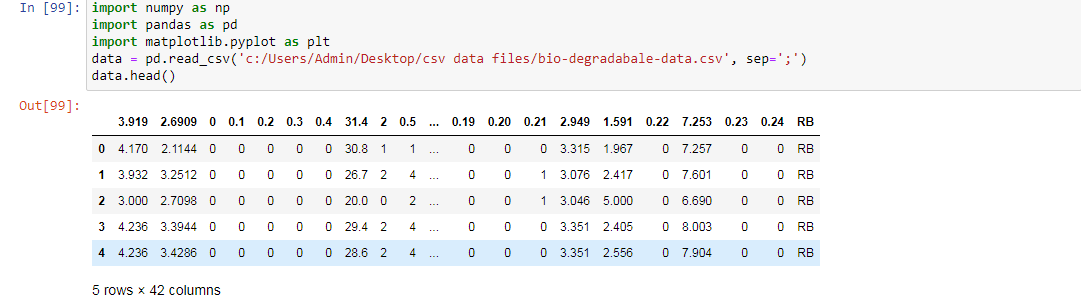 In [99]: import numpy as np
import pandas as pd
import matplotlib.pyplot as plt
data = pd.read_csv('c:/Users/Admin/Desktop/csv data files/bio-degradabale-data.csv', sep=';')
data.head()
Out[99]:
3.919 2.6909 0 0.1 0.2 0.3 0.4 31.4 2 0.5 ... 0.19 0.20 0.21 2.949 1.591 0.22 7.253 0.23 0.24 RB
0 4.170 2.1144 0 0 0 0 0 30.8 1 1 ... 0 0 0 3.315 1.967 0 7.257 0 0 RB
1 3.932 3.2512 0 0 0 0 0 26.7 2 4 ... 0 0 1 3.076 2.417 0 7.601 0 0 RB
2 3.000 2.7098 0 0 0 0 0 20.0 0 2 ... 0 0 1 3.046 5.000 0 6.690 0 0 RB
3 4.236 3.3944 0 0 0 0 0 29.4 2 4 ... 0 0 0 3.351 2.405 0 8.003 0 0 RB
4 4.236 3.4286 0 0 0 0 0 28.6 2 4 ... 0 0 0 3.351 2.556 0 7.904 0 0 RB
5 rows × 42 columns